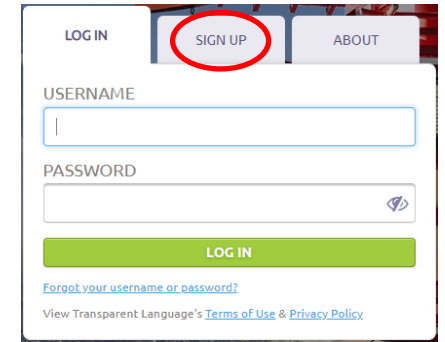 LOG IN SIGN UP ABOUT
USERNAME
PASSWORD
LOG IN
Forgot your username or password?
View Transparent Language's Terms of Use & Privacy Policy